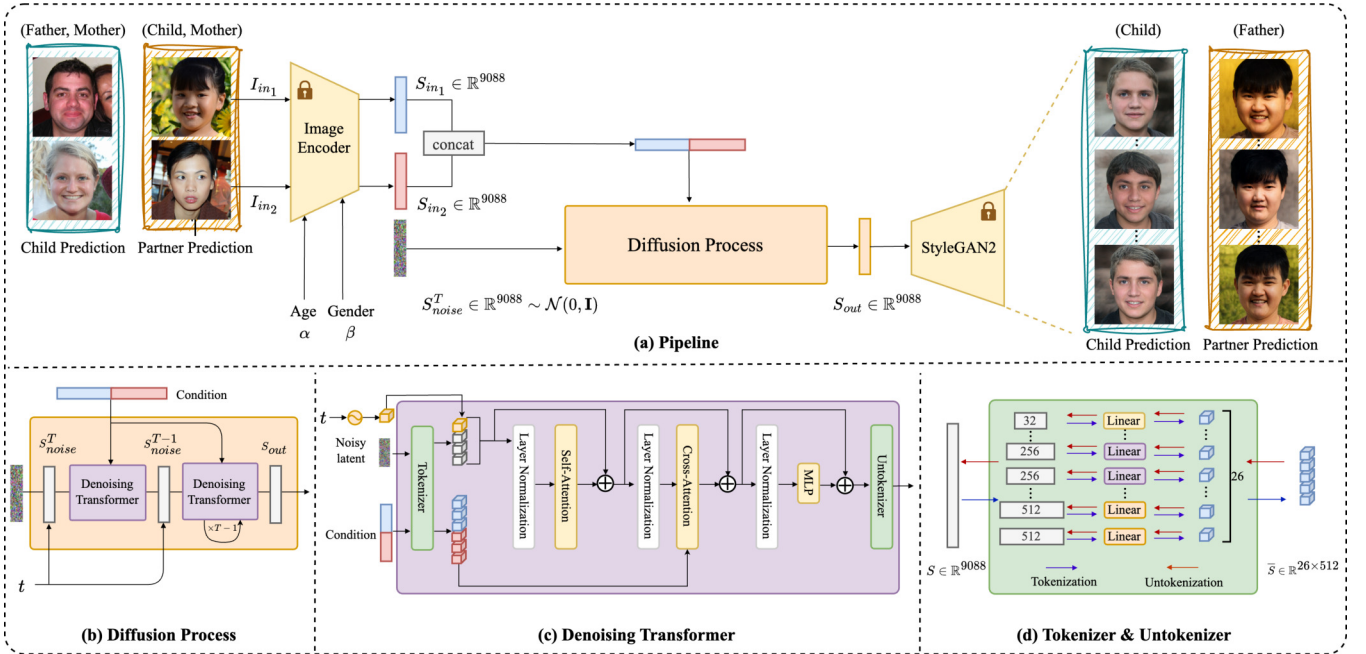 (Father, Mother)
(Child, Mother)
Child Prediction
Partner Prediction
I_{in_1}
I_{in_2}
Image
Encoder
Age
α
Gender
β
S_{in_1} ∈ ℝ^{9088}
concat
S_{in_2} ∈ ℝ^{9088}
S^T_{noise} ∈ ℝ^{9088} ∼ 𝒩(0, I)
Diffusion Process
S_{out} ∈ ℝ^{9088}
StyleGAN2
(Child)
(Father)
Child Prediction
Partner Prediction
(a) Pipeline
Condition
S^T_{noise}
S^{T-1}_{noise}
S_{out}
Denoising
Transformer
Denoising
Transformer
×T − 1
t
(b) Diffusion Process
t
Noisy
latent
Condition
Tokenizer
Layer Normalization
Self-Attention
Layer Normalization
Cross-Attention
Layer Normalization
MLP
Untokenizer
(c) Denoising Transformer
32
Linear
256
Linear
256
Linear
512
Linear
512
Linear
26
S ∈ ℝ^{9088}
Tokenization
Untokenization
S̄ ∈ ℝ^{26×512}
(d) Tokenizer & Untokenizer